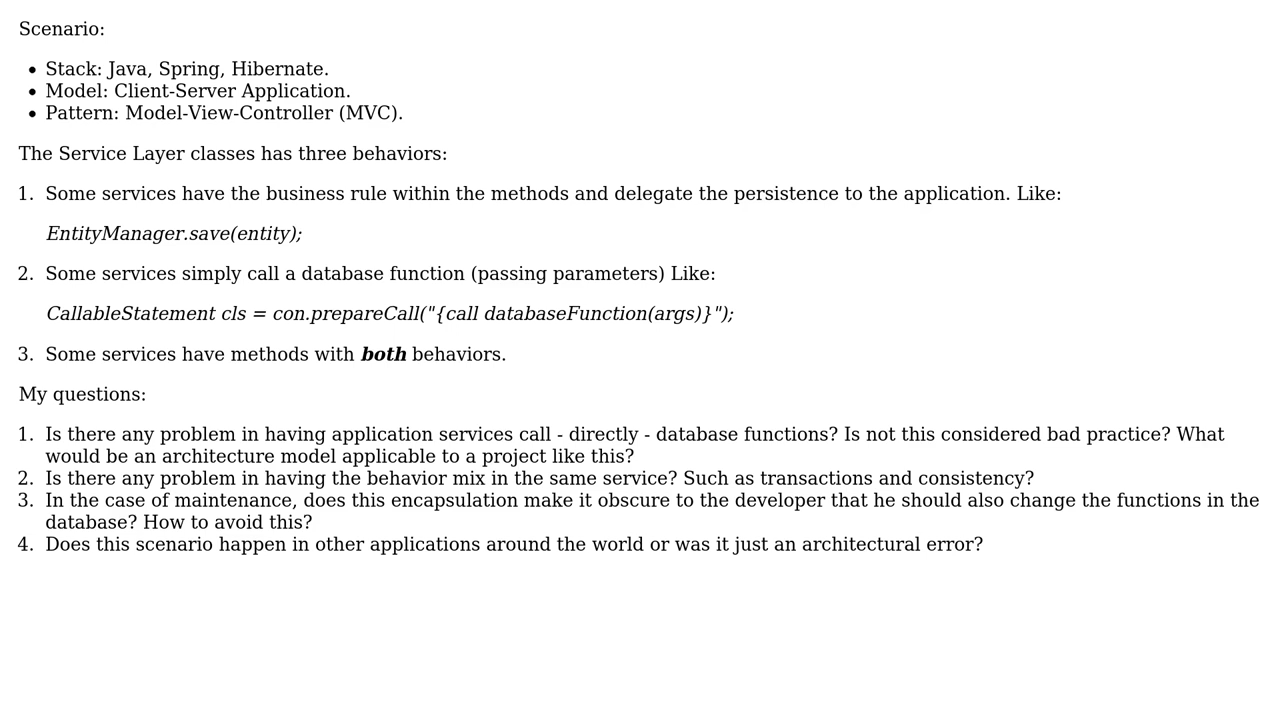 Scenario:
• Stack: Java, Spring, Hibernate.
• Model: Client-Server Application.
• Pattern: Model-View-Controller (MVC).
The Service Layer classes has three behaviors:
1. Some services have the business rule within the methods and delegate the persistence to the application. Like:
EntityManager.save(entity);
2. Some services simply call a database function (passing parameters) Like:
CallableStatement cls = con.prepareCall("{call databaseFunction(args)}");
3. Some services have methods with both behaviors.
My questions:
1. Is there any problem in having application services call - directly - database functions? Is not this considered bad practice? What
would be an architecture model applicable to a project like this?
2. Is there any problem in having the behavior mix in the same service? Such as transactions and consistency?
3. In the case of maintenance, does this encapsulation make it obscure to the developer that he should also change the functions in the
database? How to avoid this?
4. Does this scenario happen in other applications around the world or was it just an architectural error?